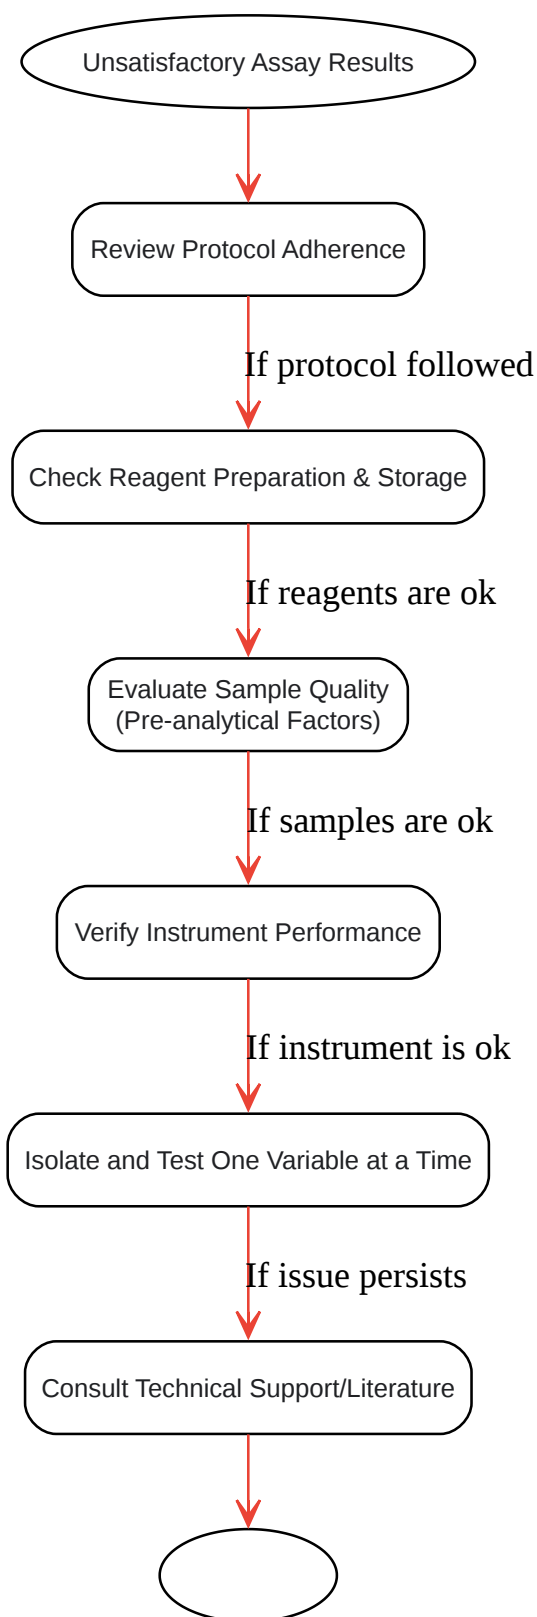 Unsatisfactory Assay Results
Review Protocol Adherence
If protocol followed
Check Reagent Preparation & Storage
If reagents are ok
Evaluate Sample Quality
(Pre-analytical Factors)
If samples are ok
Verify Instrument Performance
If instrument is ok
Isolate and Test One Variable at a Time
If issue persists
Consult Technical Support/Literature